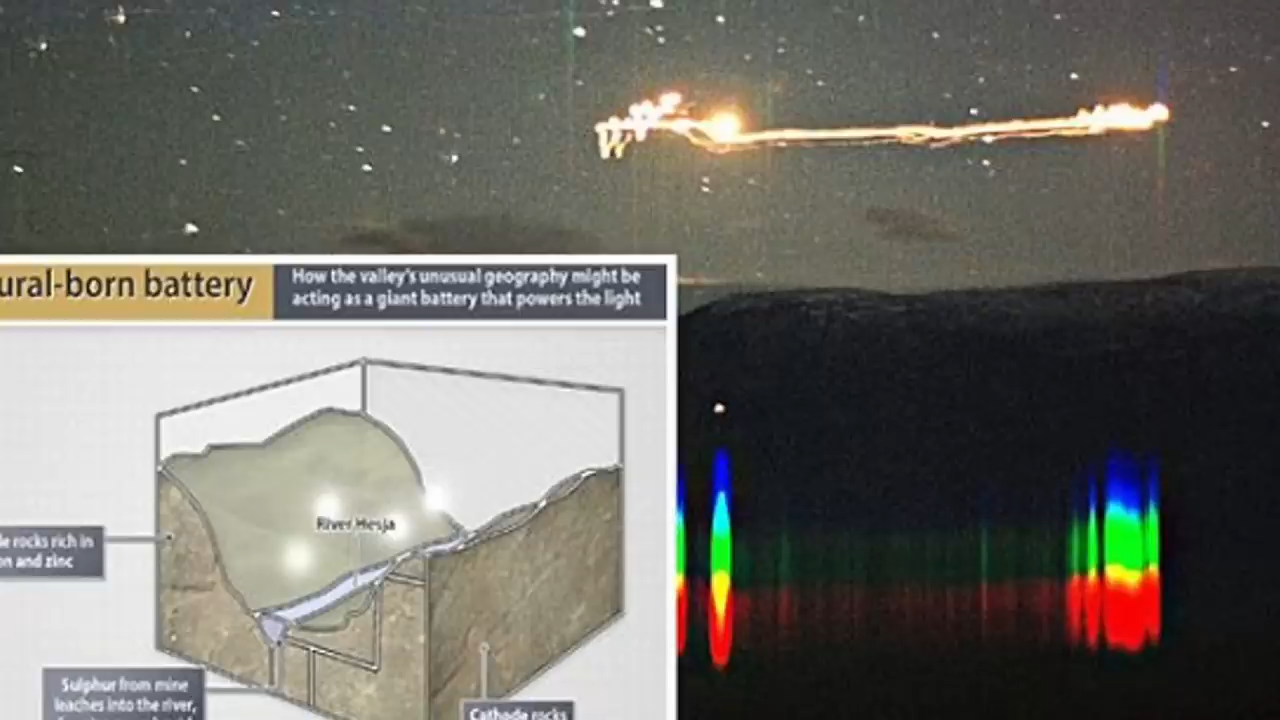 ural-born battery
How the valley's unusual geography might be
acting as a giant battery that powers the light
River Hesja
le rocks rich in
on and zinc
Sulphur from mine
leaches into the river,
Cathode rocks